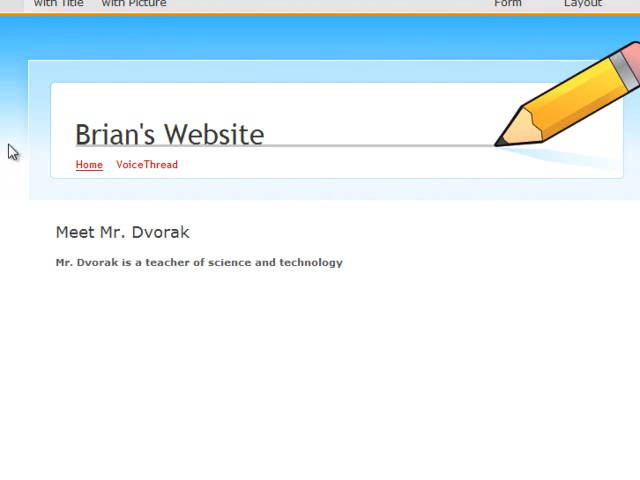 with Title with Picture Form Layout
Brian's Website
Home VoiceThread
Meet Mr. Dvorak
Mr. Dvorak is a teacher of science and technology